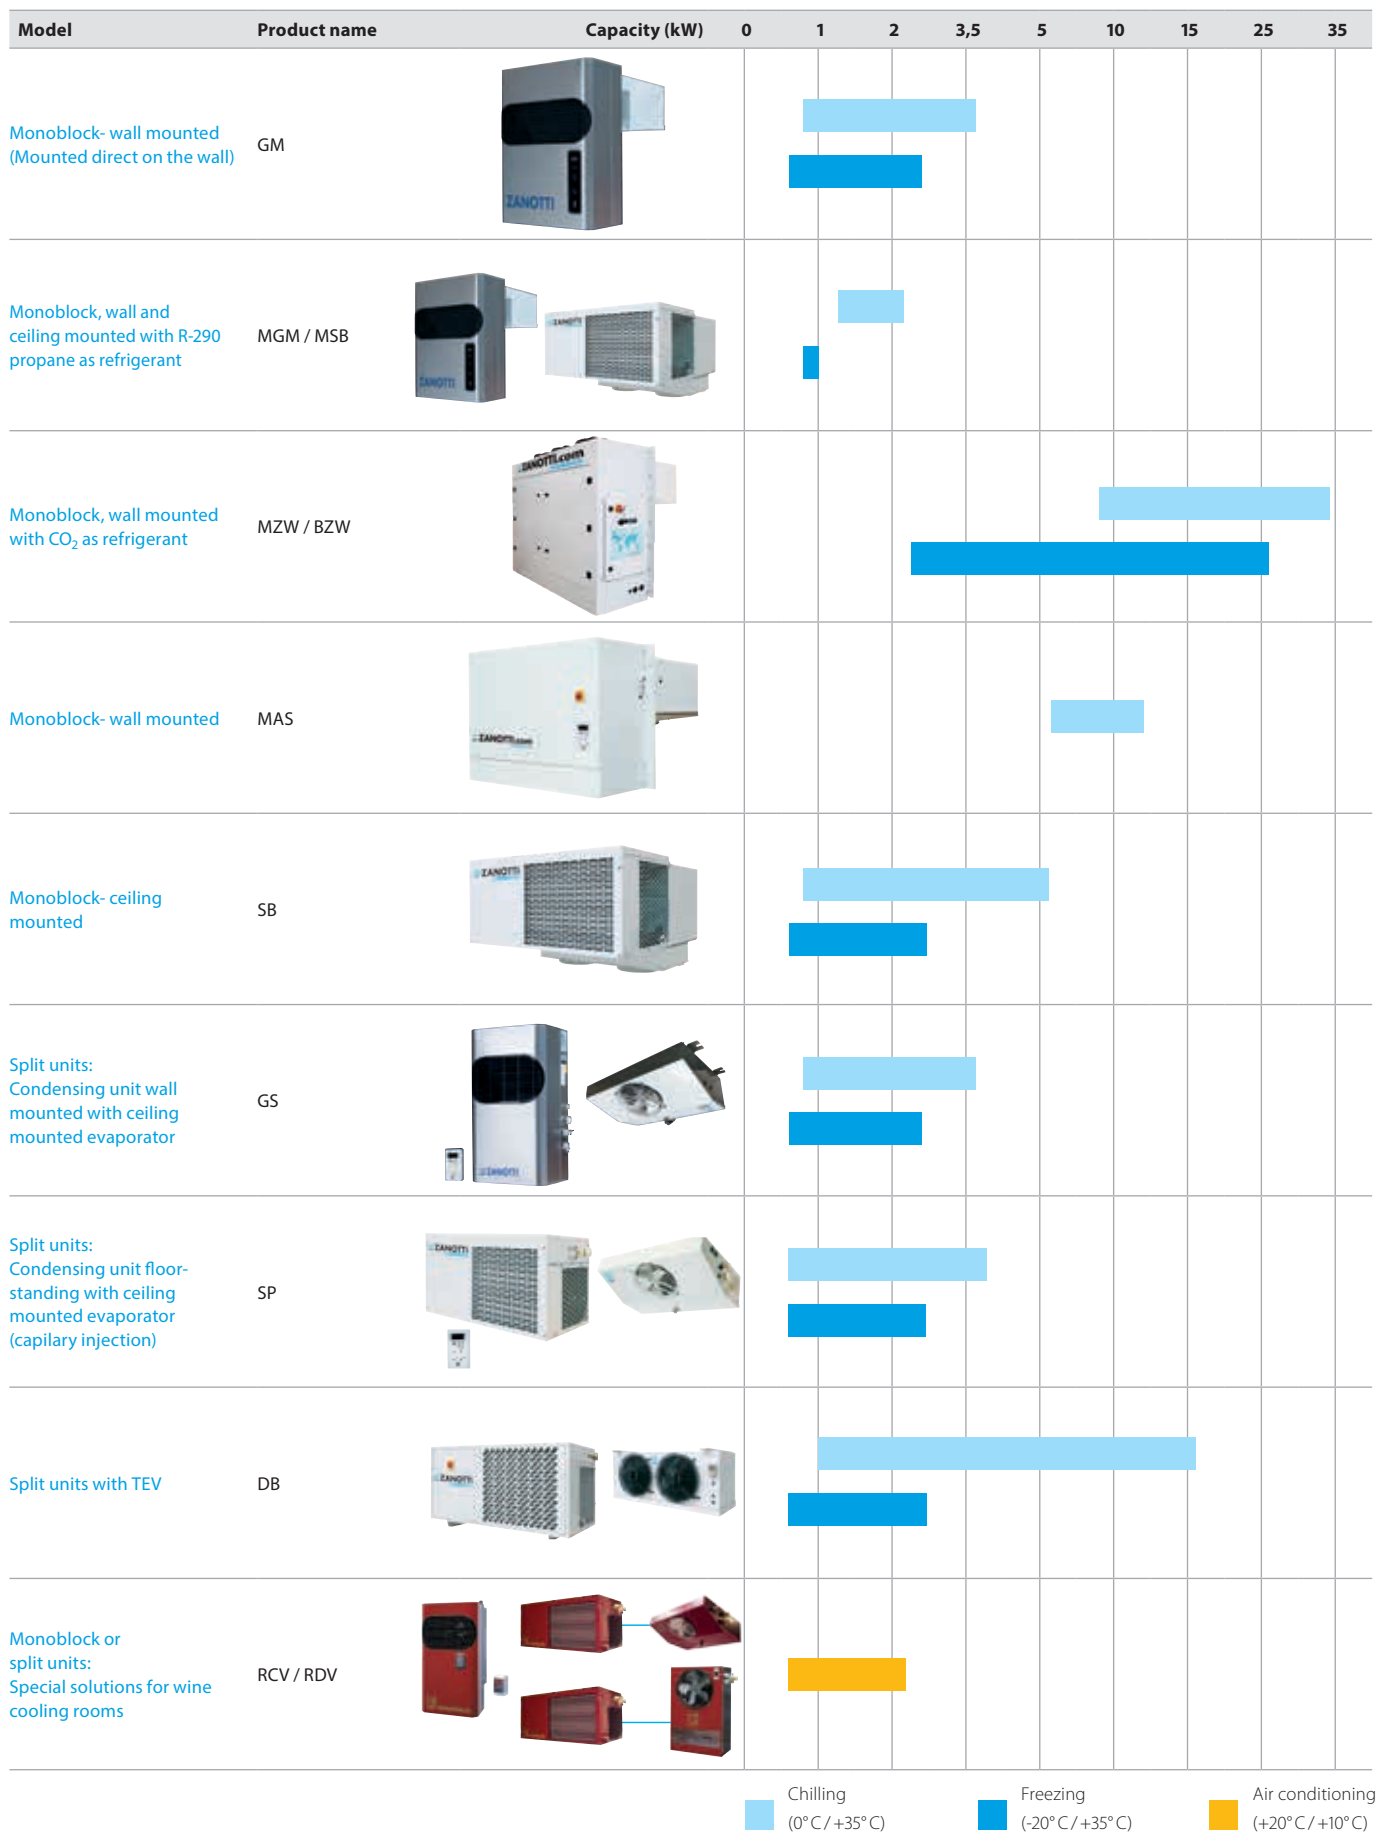 Model Product name Capacity (kW) 0 1 2 3,5 5 10 15 25 35
Monoblock- wall mounted
(Mounted direct on the wall)
GM
ZANOTTI
Monoblock, wall and
ceiling mounted with R-290
propane as refrigerant
MGM / MSB
ZANOTTI
ZANOTTI
Monoblock, wall mounted
with CO2 as refrigerant
MZW / BZW
ZANOTTI.com
Monoblock- wall mounted
MAS
ZANOTTI.com
Monoblock- ceiling
mounted
SB
ZANOTTI
Split units:
Condensing unit wall
mounted with ceiling
mounted evaporator
GS
ZANOTTI
Split units:
Condensing unit floor-
standing with ceiling
mounted evaporator
(capilary injection)
SP
ZANOTTI
Split units with TEV
DB
ZANOTTI
Monoblock or
split units:
Special solutions for wine
cooling rooms
RCV / RDV
Chilling
(0° C / +35° C)
Freezing
(-20° C / +35° C)
Air conditioning
(+20° C / +10° C)